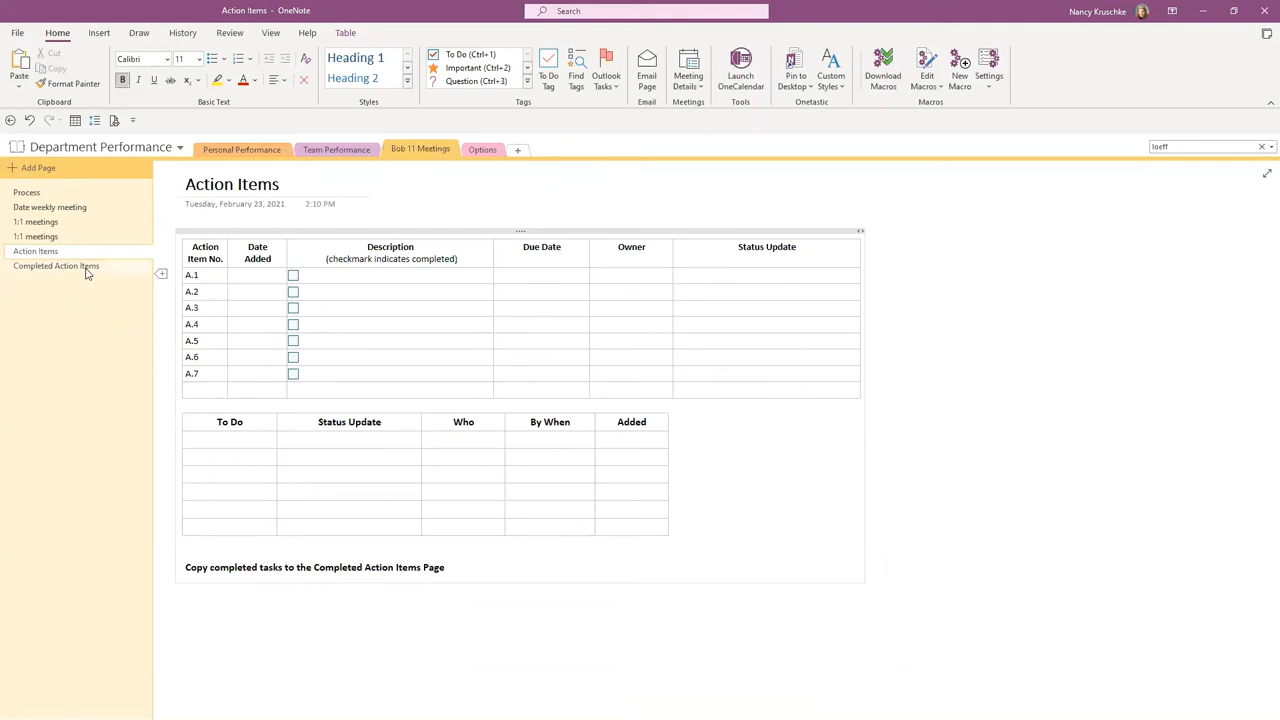 Action Items - OneNote
Search
Nancy Kruschke
File Home Insert Draw History Review View Help Table
Paste
Cut
Copy
Format Painter
Clipboard
Calibri 11
B I U ab x
Basic Text
Heading 1
Heading 2
Styles
To Do (Ctrl+1)
Important (Ctrl+2)
? Question (Ctrl+3)
To Do Tag
Find Tags
Outlook Tasks
Tags
Email Page
Email
Meeting Details
Meetings
Launch OneCalendar
Tools
Pin to Desktop
Custom Styles
Onetastic
Download Macros
Edit Macros
New Macro
Settings
Macros
Department Performance
Personal Performance Team Performance Bob 11 Meetings Options +
loeff
+ Add Page
Process
Date weekly meeting
1:1 meetings
1:1 meetings
Action Items
Completed Action Items
Action Items
Tuesday, February 23, 2021 2:10 PM
Action Item No. Date Added Description (checkmark indicates completed) Due Date Owner Status Update
A.1
A.2
A.3
A.4
A.5
A.6
A.7
To Do Status Update Who By When Added
Copy completed tasks to the Completed Action Items Page